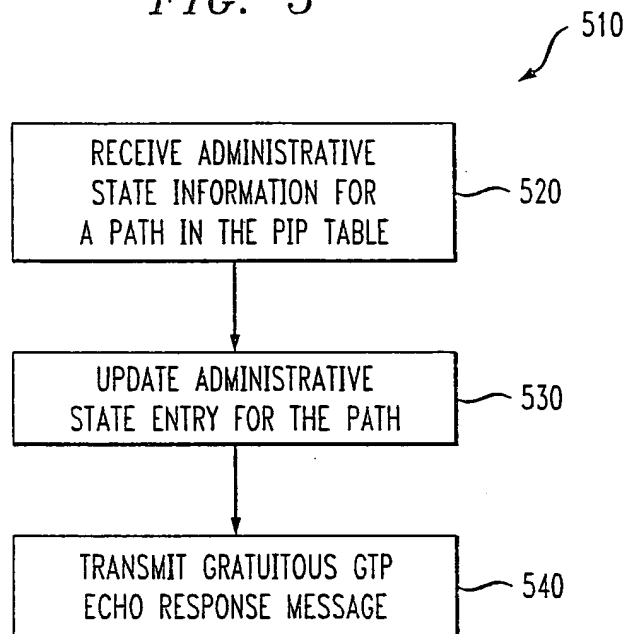 FIG. 5
510
RECEIVE ADMINISTRATIVE
STATE INFORMATION FOR
A PATH IN THE PIP TABLE
520
UPDATE ADMINISTRATIVE
STATE ENTRY FOR THE PATH
530
TRANSMIT GRATUITOUS GTP
ECHO RESPONSE MESSAGE
540